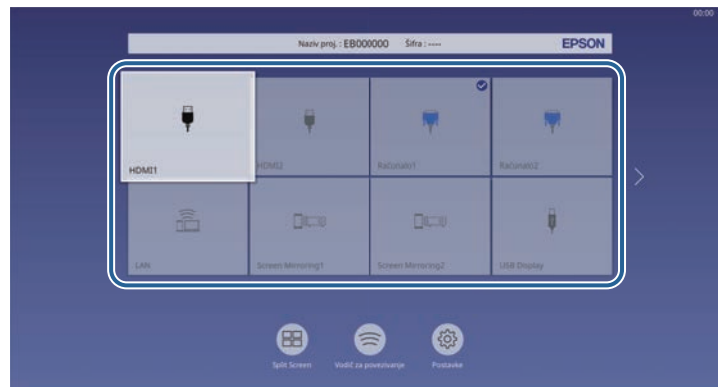 00:00
Naziv proj. : EB000000 Šifra : ---- EPSON
HDMI1 HDMI2 Računalo1 Računalo2
LAN Screen Mirroring1 Screen Mirroring2 USB Display
Split Screen Vodič za povezivanje Postavke